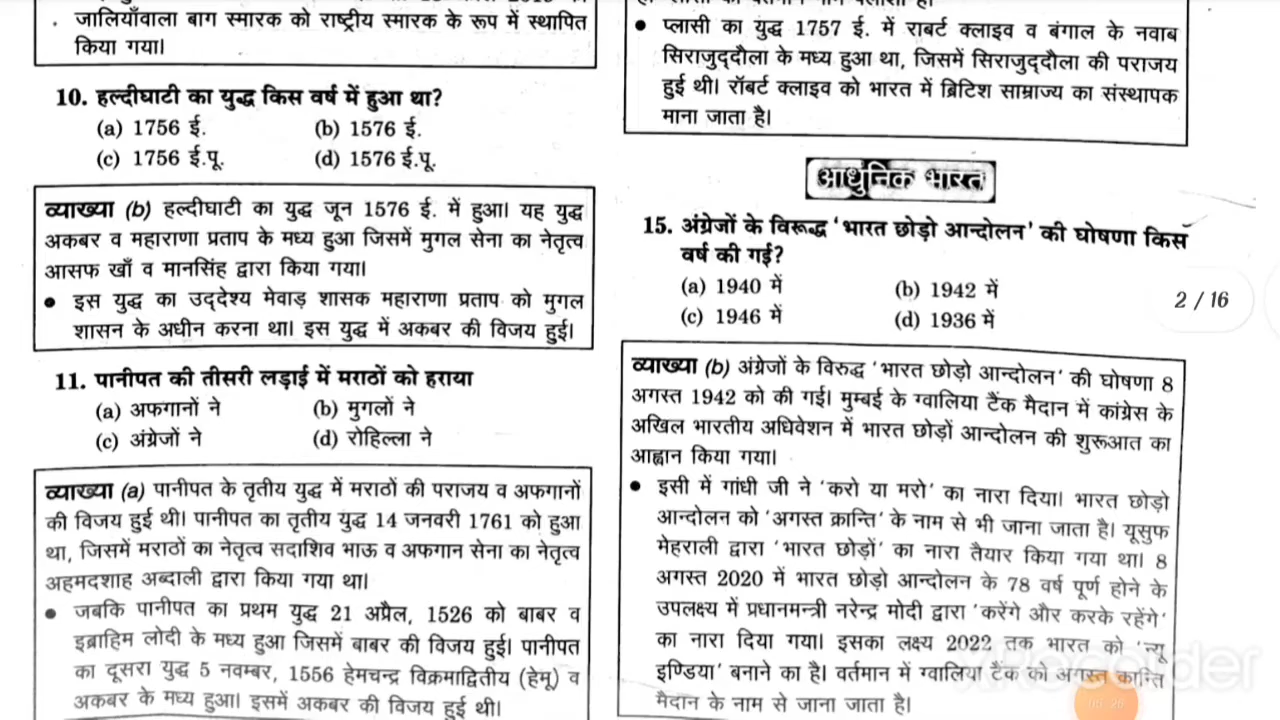 जालियाँवाला बाग स्मारक को राष्ट्रीय स्मारक के रूप में स्थापित
किया गया।
10. हल्दीघाटी का युद्ध किस वर्ष में हुआ था?
(a) 1756 ई. (b) 1576 ई.
(c) 1756 ई.पू. (d) 1576 ई.पू.
व्याख्या (b) हल्दीघाटी का युद्ध जून 1576 ई. में हुआ। यह युद्ध
अकबर व महाराणा प्रताप के मध्य हुआ जिसमें मुगल सेना का नेतृत्व
आसफ खाँ व मानसिंह द्वारा किया गया।
• इस युद्ध का उद्देश्य मेवाड़ शासक महाराणा प्रताप को मुगल
शासन के अधीन करना था। इस युद्ध में अकबर की विजय हुई।
11. पानीपत की तीसरी लड़ाई में मराठों को हराया
(a) अफगानों ने (b) मुगलों ने
(c) अंग्रेजों ने (d) रोहिल्ला ने
व्याख्या (a) पानीपत के तृतीय युद्ध में मराठों की पराजय व अफगानों
की विजय हुई थी। पानीपत का तृतीय युद्ध 14 जनवरी 1761 को हुआ
था, जिसमें मराठों का नेतृत्व सदाशिव भाऊ व अफगान सेना का नेतृत्व
अहमदशाह अब्दाली द्वारा किया गया था।
• जबकि पानीपत का प्रथम युद्ध 21 अप्रैल, 1526 को बाबर व
इब्राहिम लोदी के मध्य हुआ जिसमें बाबर की विजय हुई। पानीपत
का दूसरा युद्ध 5 नवम्बर, 1556 हेमचन्द्र विक्रमाद्वितीय (हेमू) व
अकबर के मध्य हुआ। इसमें अकबर की विजय हुई थी।
• प्लासी का युद्ध 1757 ई. में राबर्ट क्लाइव व बंगाल के नवाब
सिराजुद्दौला के मध्य हुआ था, जिसमें सिराजुद्दौला की पराजय
हुई थी। रॉबर्ट क्लाइव को भारत में ब्रिटिश साम्राज्य का संस्थापक
माना जाता है।
आधुनिक भारत
15. अंग्रेजों के विरूद्ध 'भारत छोड़ो आन्दोलन' की घोषणा किस
वर्ष की गई?
(a) 1940 में (b) 1942 में
(c) 1946 में (d) 1936 में
2 / 16
व्याख्या (b) अंग्रेजों के विरुद्ध 'भारत छोड़ो आन्दोलन' की घोषणा 8
अगस्त 1942 को की गई। मुम्बई के ग्वालिया टैंक मैदान में कांग्रेस के
अखिल भारतीय अधिवेशन में भारत छोड़ों आन्दोलन की शुरूआत का
आह्वान किया गया।
• इसी में गांधी जी ने 'करो या मरो' का नारा दिया। भारत छोड़ो
आन्दोलन को 'अगस्त क्रान्ति' के नाम से भी जाना जाता है। यूसुफ
मेहराली द्वारा 'भारत छोड़ों' का नारा तैयार किया गया था। 8
अगस्त 2020 में भारत छोड़ो आन्दोलन के 78 वर्ष पूर्ण होने के
उपलक्ष्य में प्रधानमन्त्री नरेन्द्र मोदी द्वारा 'करेंगे और करके रहेंगे'
का नारा दिया गया। इसका लक्ष्य 2022 तक भारत को 'न्यू
इण्डिया' बनाने का है। वर्तमान में ग्वालिया टैंक को अगस्त क्रान्ति
मैदान के नाम से जाना जाता है।
XRecorder